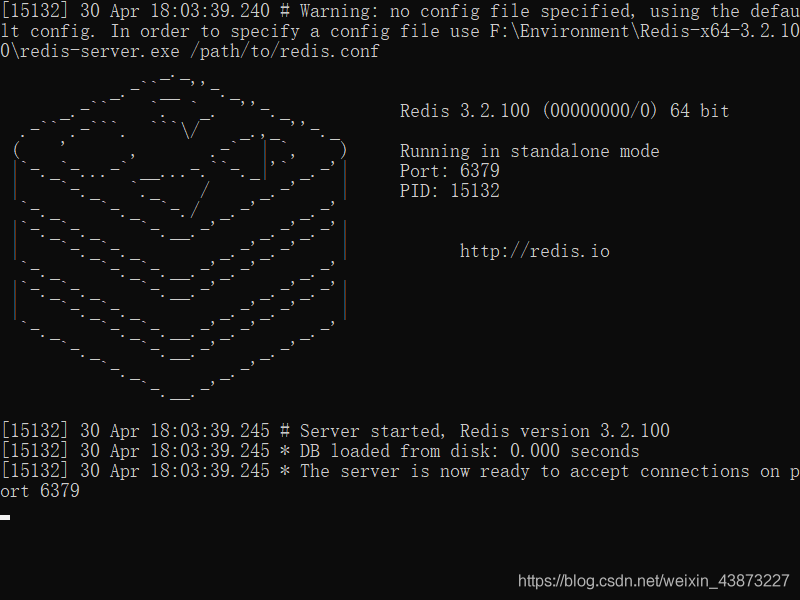 [15132] 30 Apr 18:03:39.240 # Warning: no config file specified, using the defau
lt config. In order to specify a config file use F:\Environment\Redis-x64-3.2.10
0\redis-server.exe /path/to/redis.conf
Redis 3.2.100 (00000000/0) 64 bit
Running in standalone mode
Port: 6379
PID: 15132
http://redis.io
[15132] 30 Apr 18:03:39.245 # Server started, Redis version 3.2.100
[15132] 30 Apr 18:03:39.245 * DB loaded from disk: 0.000 seconds
[15132] 30 Apr 18:03:39.245 * The server is now ready to accept connections on p
ort 6379
https://blog.csdn.net/weixin_43873227